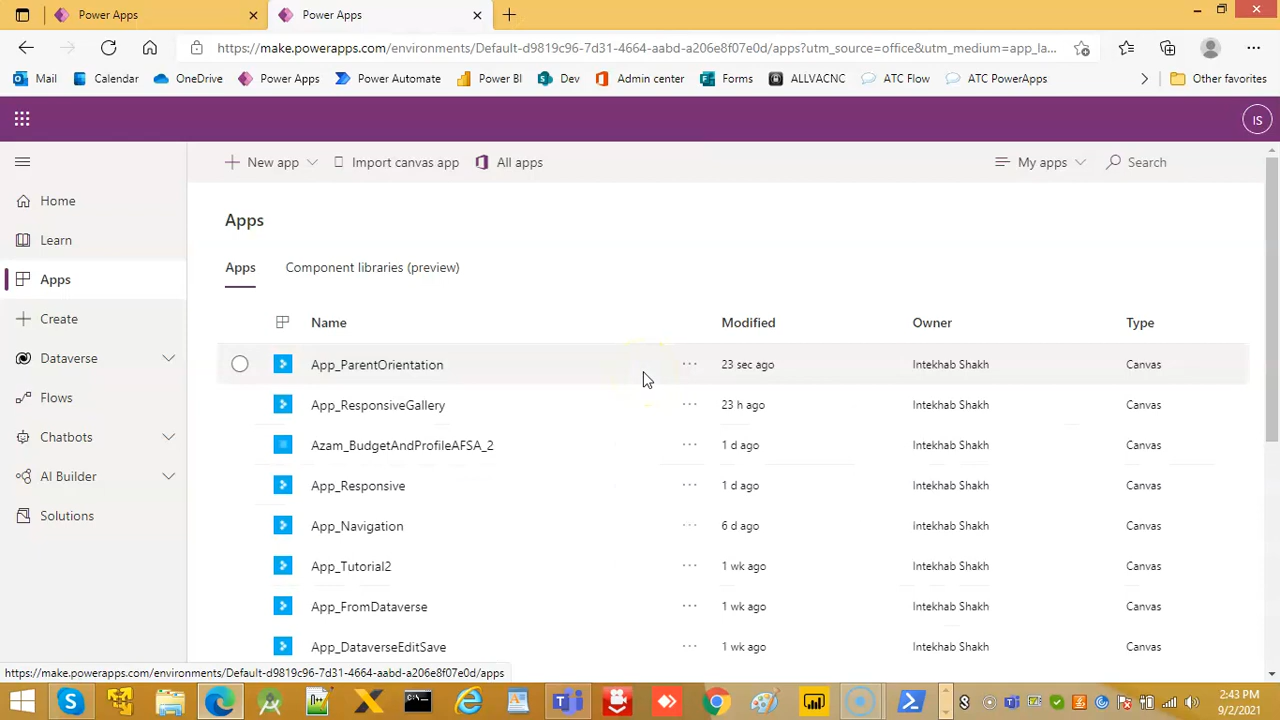 Power Apps
Power Apps
https://make.powerapps.com/environments/Default-d9819c96-7d31-4664-aabd-a206e8f07e0d/apps?utm_source=office&utm_medium=app_la...
Mail Calendar OneDrive Power Apps Power Automate Power BI Dev Admin center Forms ALLVACNC ATC Flow ATC PowerApps Other favorites
IS
New app Import canvas app All apps My apps Search
Home
Learn
Apps
Create
Dataverse
Flows
Chatbots
AI Builder
Solutions
Apps
Apps Component libraries (preview)
Name Modified Owner Type
App_ParentOrientation ... 23 sec ago Intekhab Shakh Canvas
App_ResponsiveGallery ... 23 h ago Intekhab Shakh Canvas
Azam_BudgetAndProfileAFSA_2 ... 1 d ago Intekhab Shakh Canvas
App_Responsive ... 1 d ago Intekhab Shakh Canvas
App_Navigation ... 6 d ago Intekhab Shakh Canvas
App_Tutorial2 ... 1 wk ago Intekhab Shakh Canvas
App_FromDataverse ... 1 wk ago Intekhab Shakh Canvas
App_DataverseEditSave ... 1 wk ago Intekhab Shakh Canvas
https://make.powerapps.com/environments/Default-d9819c96-7d31-4664-aabd-a206e8f07e0d/apps
2:43 PM
9/2/2021